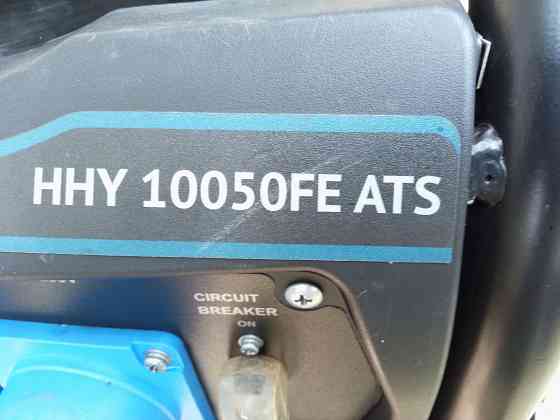 HHY 10050FE ATS
CIRCUIT
BREAKER
ON